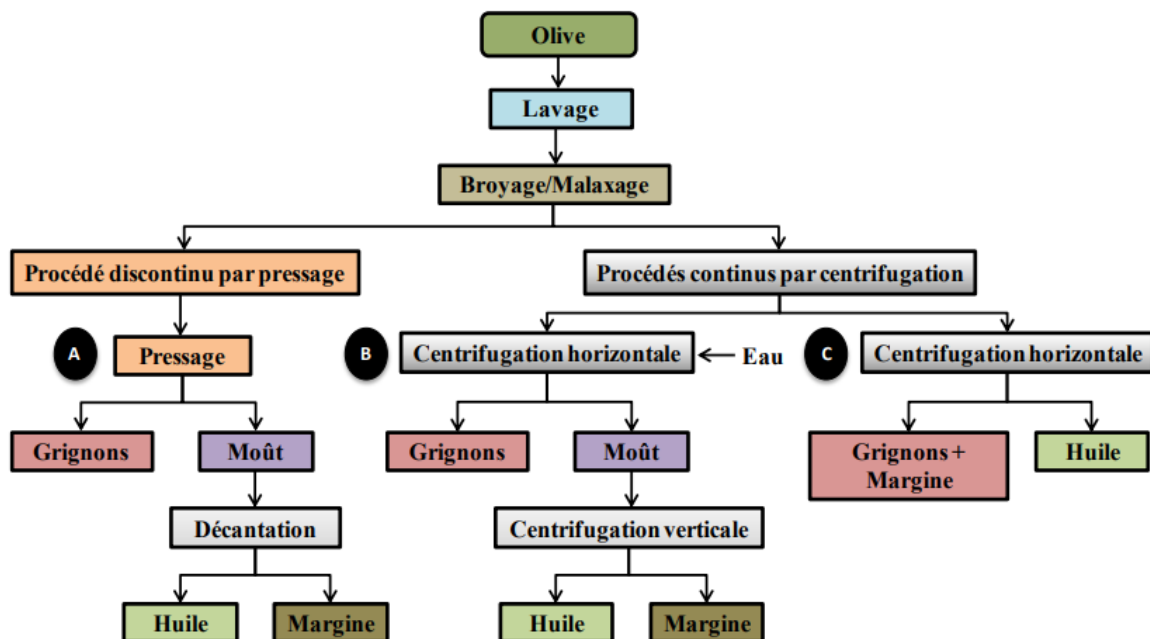 Olive
Lavage
Broyage/Malaxage
Procédé discontinu par pressage
Procédés continus par centrifugation
A
Pressage
B
Centrifugation horizontale
Eau
C
Centrifugation horizontale
Grignons
Moût
Grignons
Moût
Grignons +
Margine
Huile
Décantation
Centrifugation verticale
Huile
Margine
Huile
Margine